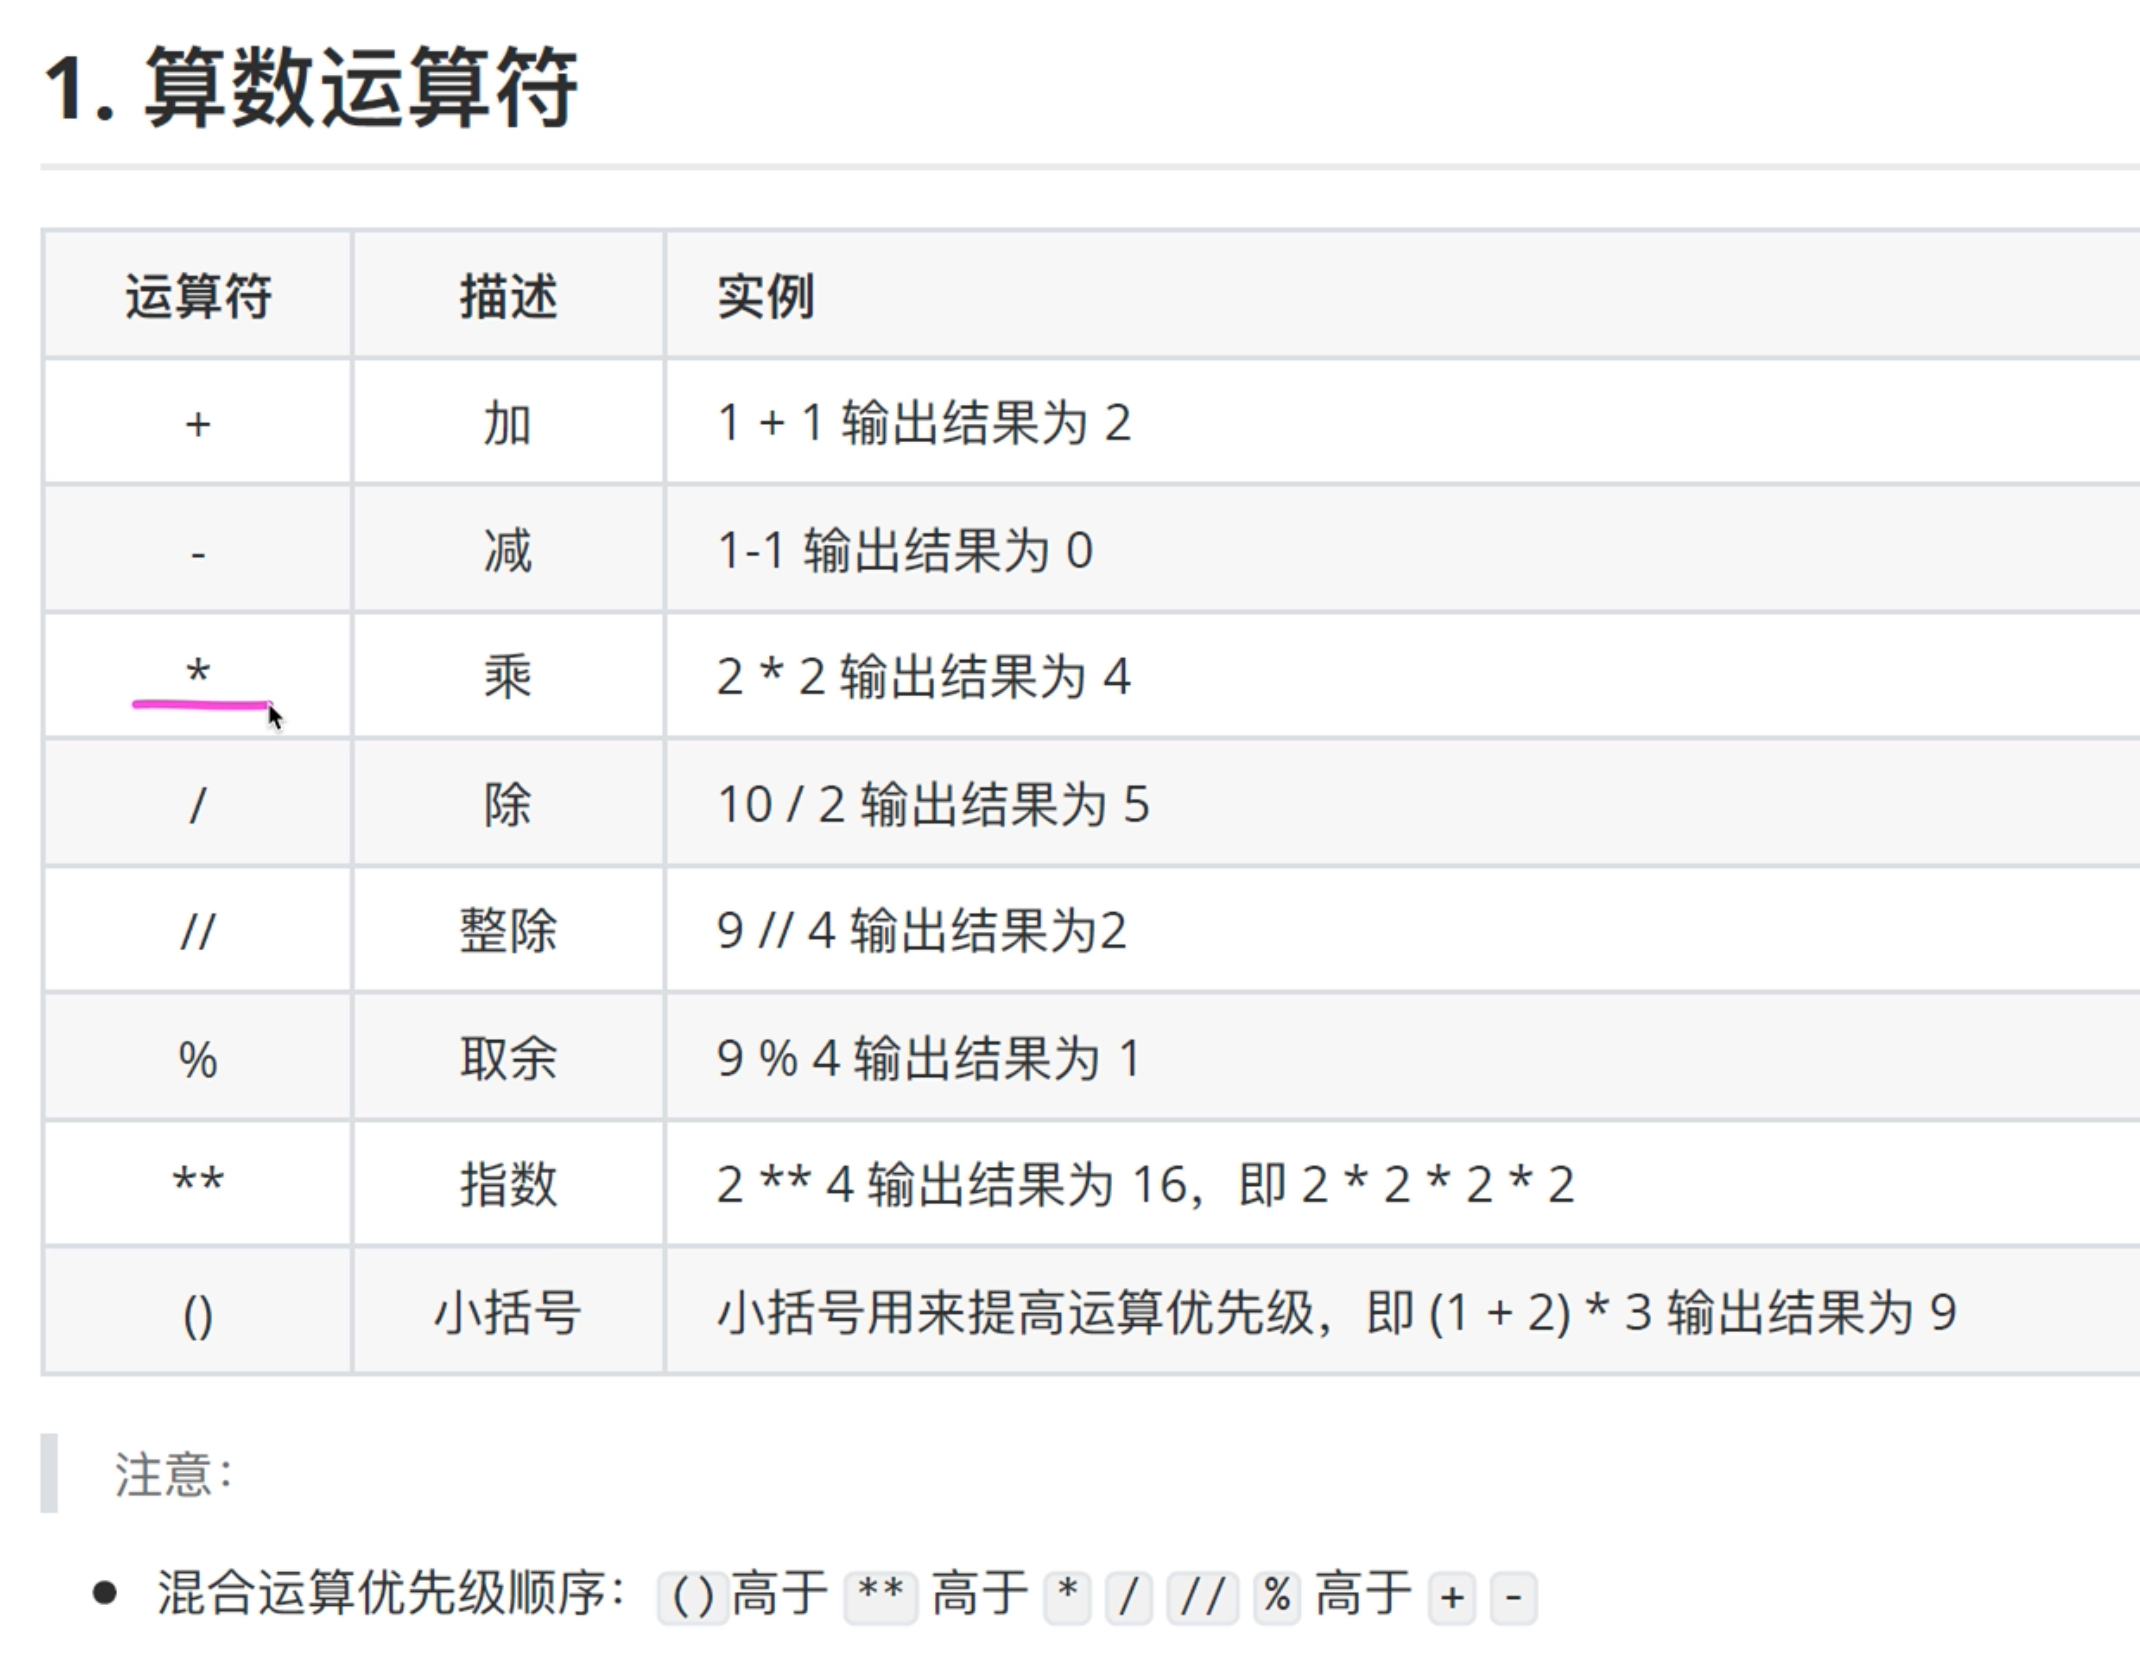 1. 算数运算符
运算符 描述 实例
+ 加 1 + 1 输出结果为 2
- 减 1-1 输出结果为 0
* 乘 2 * 2 输出结果为 4
/ 除 10 / 2 输出结果为 5
// 整除 9 // 4 输出结果为2
% 取余 9 % 4 输出结果为 1
** 指数 2 ** 4 输出结果为 16，即 2 * 2 * 2 * 2
() 小括号 小括号用来提高运算优先级，即 (1 + 2) * 3 输出结果为 9
注意：
● 混合运算优先级顺序： ()高于 ** 高于 * / // % 高于 + -